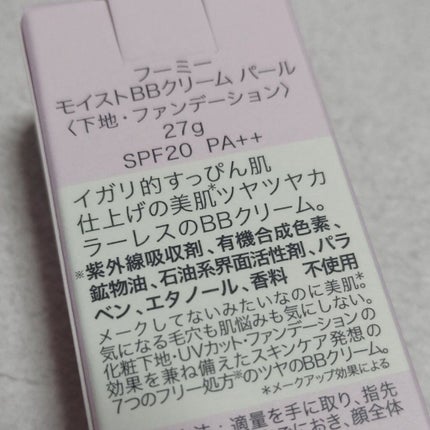 フーミー
モイストBBクリーム パール
〈下地・ファンデーション〉
27g
SPF20 PA++
イガリ的すっぴん肌
仕上げの美肌*ツヤツヤカ
ラーレスのBBクリーム。
※紫外線吸収剤、有機合成色素、
鉱物油、石油系界面活性剤、パラ
ベン、エタノール、香料 不使用
メークしてないみたいなのに美肌。*
気になる毛穴も肌悩みも気にしない。
化粧下地・UVカット・ファンデーションの
効果を兼ね備えたスキンケア発想の
7つのフリー処方※のツヤのBBクリーム。
*メークアップ効果による
法：適量を手に取り、指先
におき、顔全体